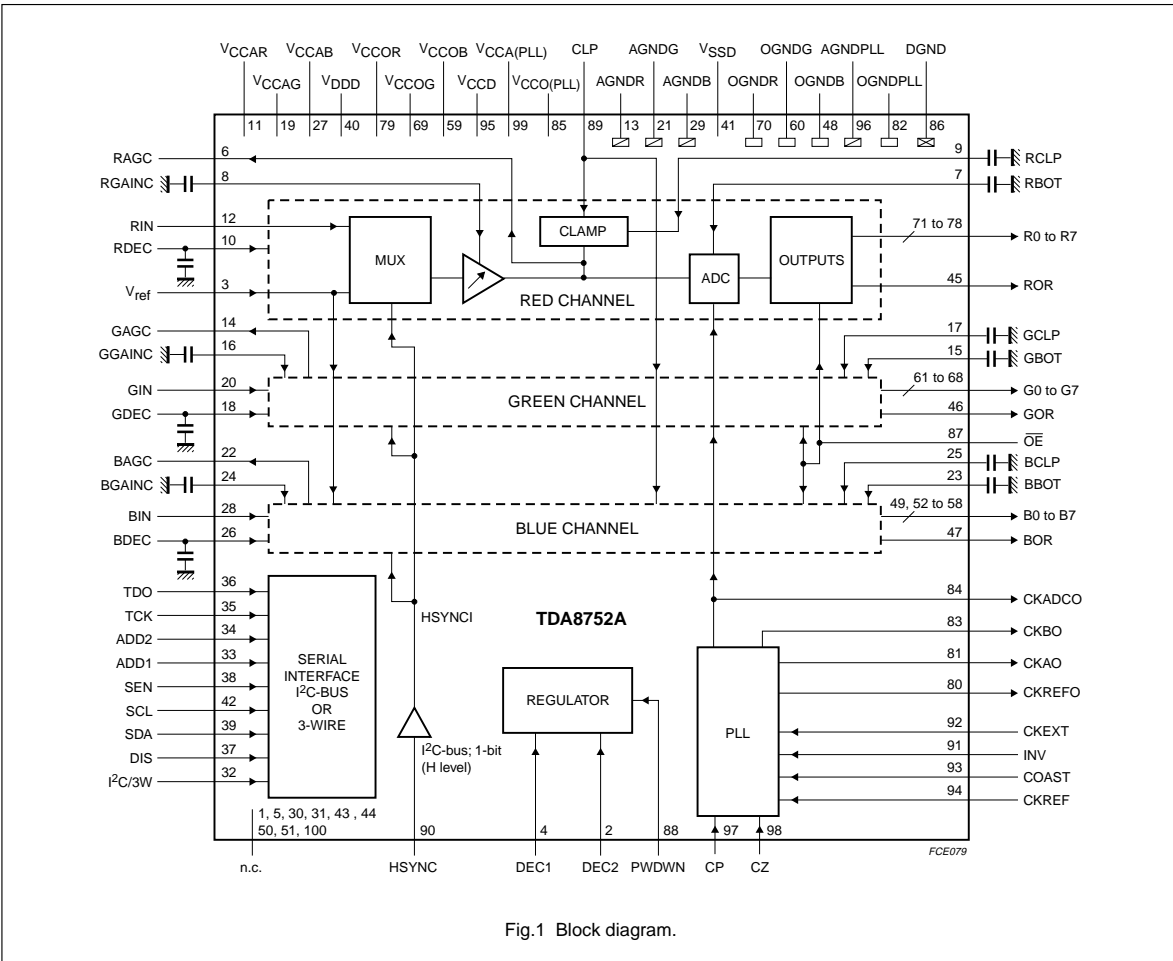 VCCAR VCCAB VCCOR VCCOB VCCA(PLL) CLP AGNDG VSSD OGNDG AGNDPLL DGND
VCCAG VDDD VCCOG VCCD VCCO(PLL) AGNDR AGNDB OGNDR OGNDB OGNDPLL
11 19 27 40 79 69 59 95 99 85 89 13 21 29 41 70 60 48 96 82 86
RAGC 6 9 RCLP
RGAINC 8 7 RBOT
RIN 12 71 to 78 R0 to R7
RDEC 10
MUX CLAMP ADC OUTPUTS
Vref 3 45 ROR
RED CHANNEL
GAGC 14 17 GCLP
GGAINC 16 15 GBOT
GIN 20 61 to 68 G0 to G7
GDEC 18 GREEN CHANNEL 46 GOR
87 OE
BAGC 22 25 BCLP
BGAINC 24 23 BBOT
BIN 28 49, 52 to 58 B0 to B7
BDEC 26 BLUE CHANNEL 47 BOR
TDO 36 84 CKADCO
TCK 35 HSYNCI TDA8752A 83 CKBO
ADD2 34
ADD1 33 81 CKAO
SEN 38 80 CKREFO
SCL 42 92 CKEXT
SDA 39 91 INV
DIS 37 93 COAST
I2C/3W 32 94 CKREF
SERIAL
INTERFACE
I2C-BUS
OR
3-WIRE
REGULATOR
PLL
I2C-bus; 1-bit
(H level)
1, 5, 30, 31, 43 , 44
50, 51, 100 90 4 2 88 97 98
FCE079
n.c. HSYNC DEC1 DEC2 PWDWN CP CZ
Fig.1 Block diagram.